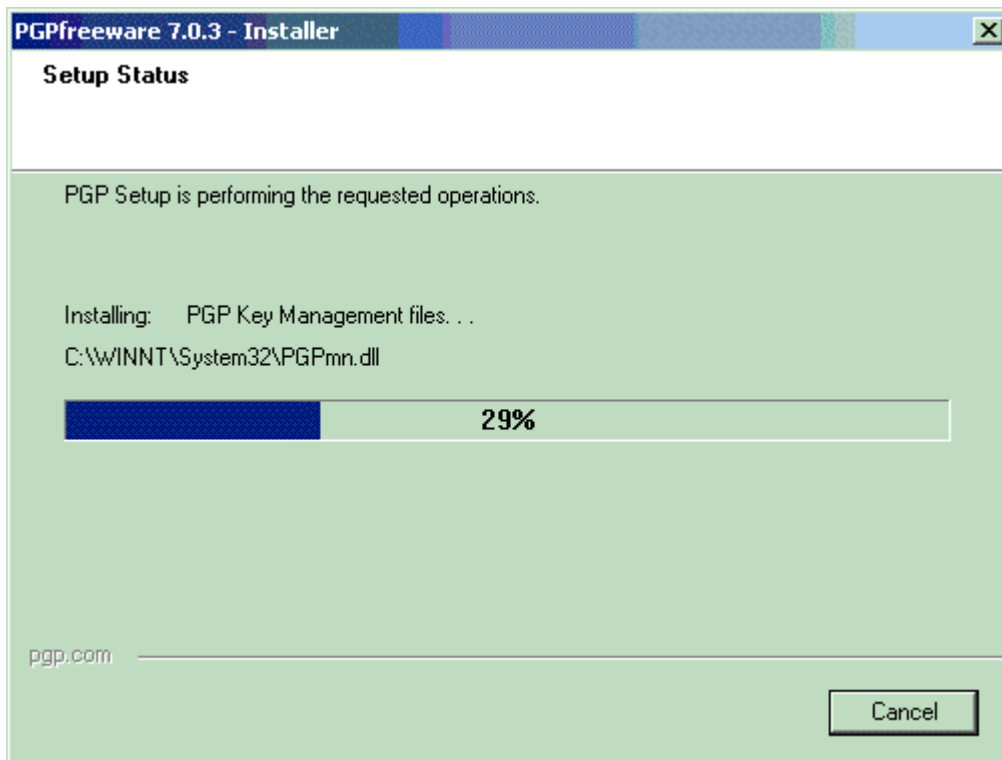 PGPfreeware 7.0.3 - Installer
Setup Status
PGP Setup is performing the requested operations.
Installing: PGP Key Management files. . .
C:\WINNT\System32\PGPmn.dll
29%
pgp.com
Cancel